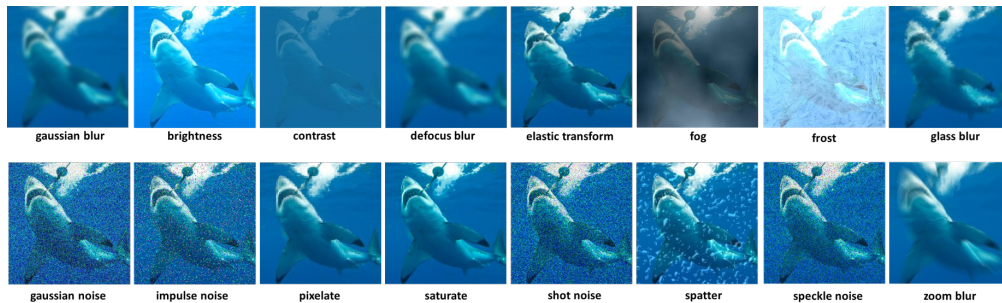 gaussian blur
brightness
contrast
defocus blur
elastic transform
fog
frost
glass blur
gaussian noise
impulse noise
pixelate
saturate
shot noise
spatter
speckle noise
zoom blur